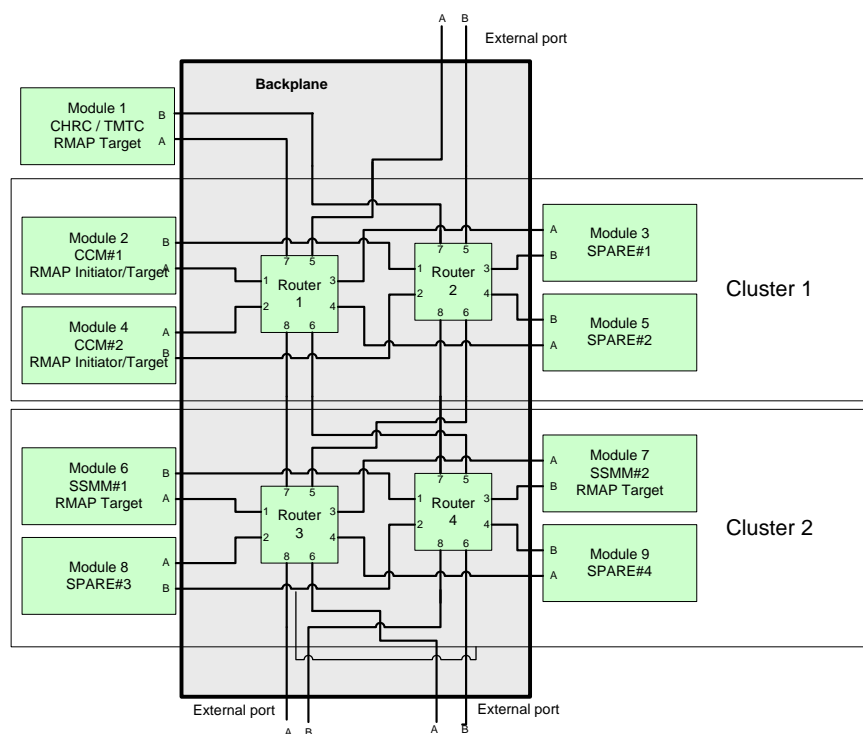 A B
External port
Backplane
Module 1
CHRC / TMTC
RMAP Target
B
A
Cluster 1
Module 2
CCM#1
RMAP Initiator/Target
B
A
Module 4
CCM#2
RMAP Initiator/Target
A
B
7 5
1 Router 3
2 1 4
8 6
7 5
1 Router 3
2 2 4
8 6
A
B
Module 3
SPARE#1
B
A
Module 5
SPARE#2
Cluster 2
Module 6
SSMM#1
RMAP Target
B
A
Module 8
SPARE#3
A
B
7 5
1 Router 3
2 3 4
8 6
7 5
1 Router 3
2 4 4
8 6
A
B
Module 7
SSMM#2
RMAP Target
B
A
Module 9
SPARE#4
External port
A B
External port
A B